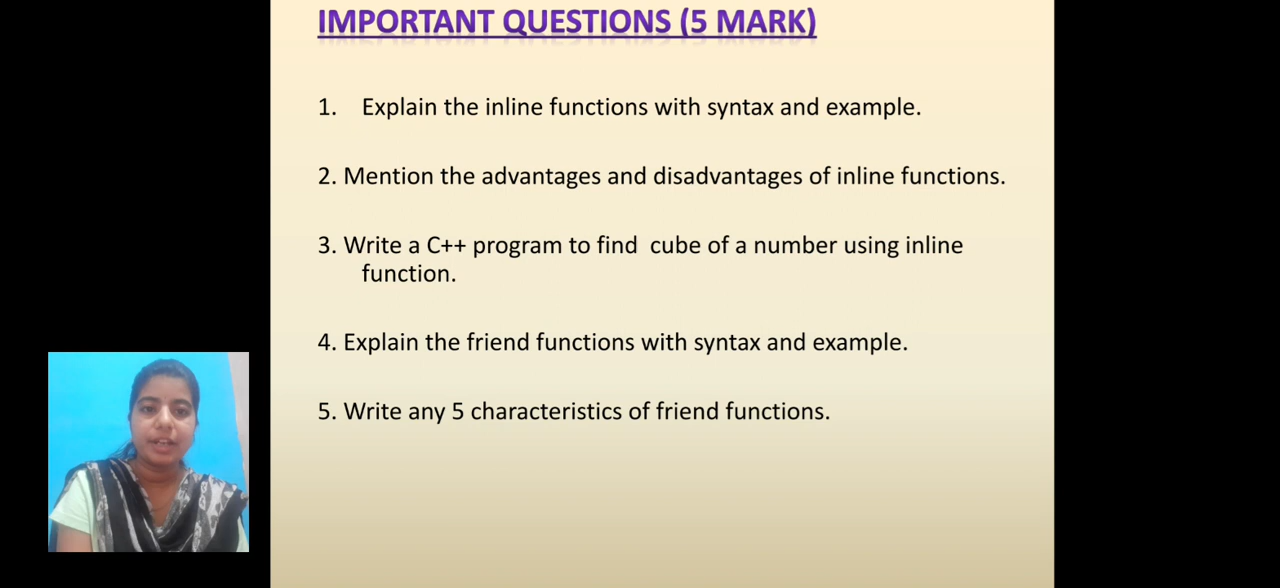 IMPORTANT QUESTIONS (5 MARK)
1. Explain the inline functions with syntax and example.
2. Mention the advantages and disadvantages of inline functions.
3. Write a C++ program to find  cube of a number using inline
function.
4. Explain the friend functions with syntax and example.
5. Write any 5 characteristics of friend functions.